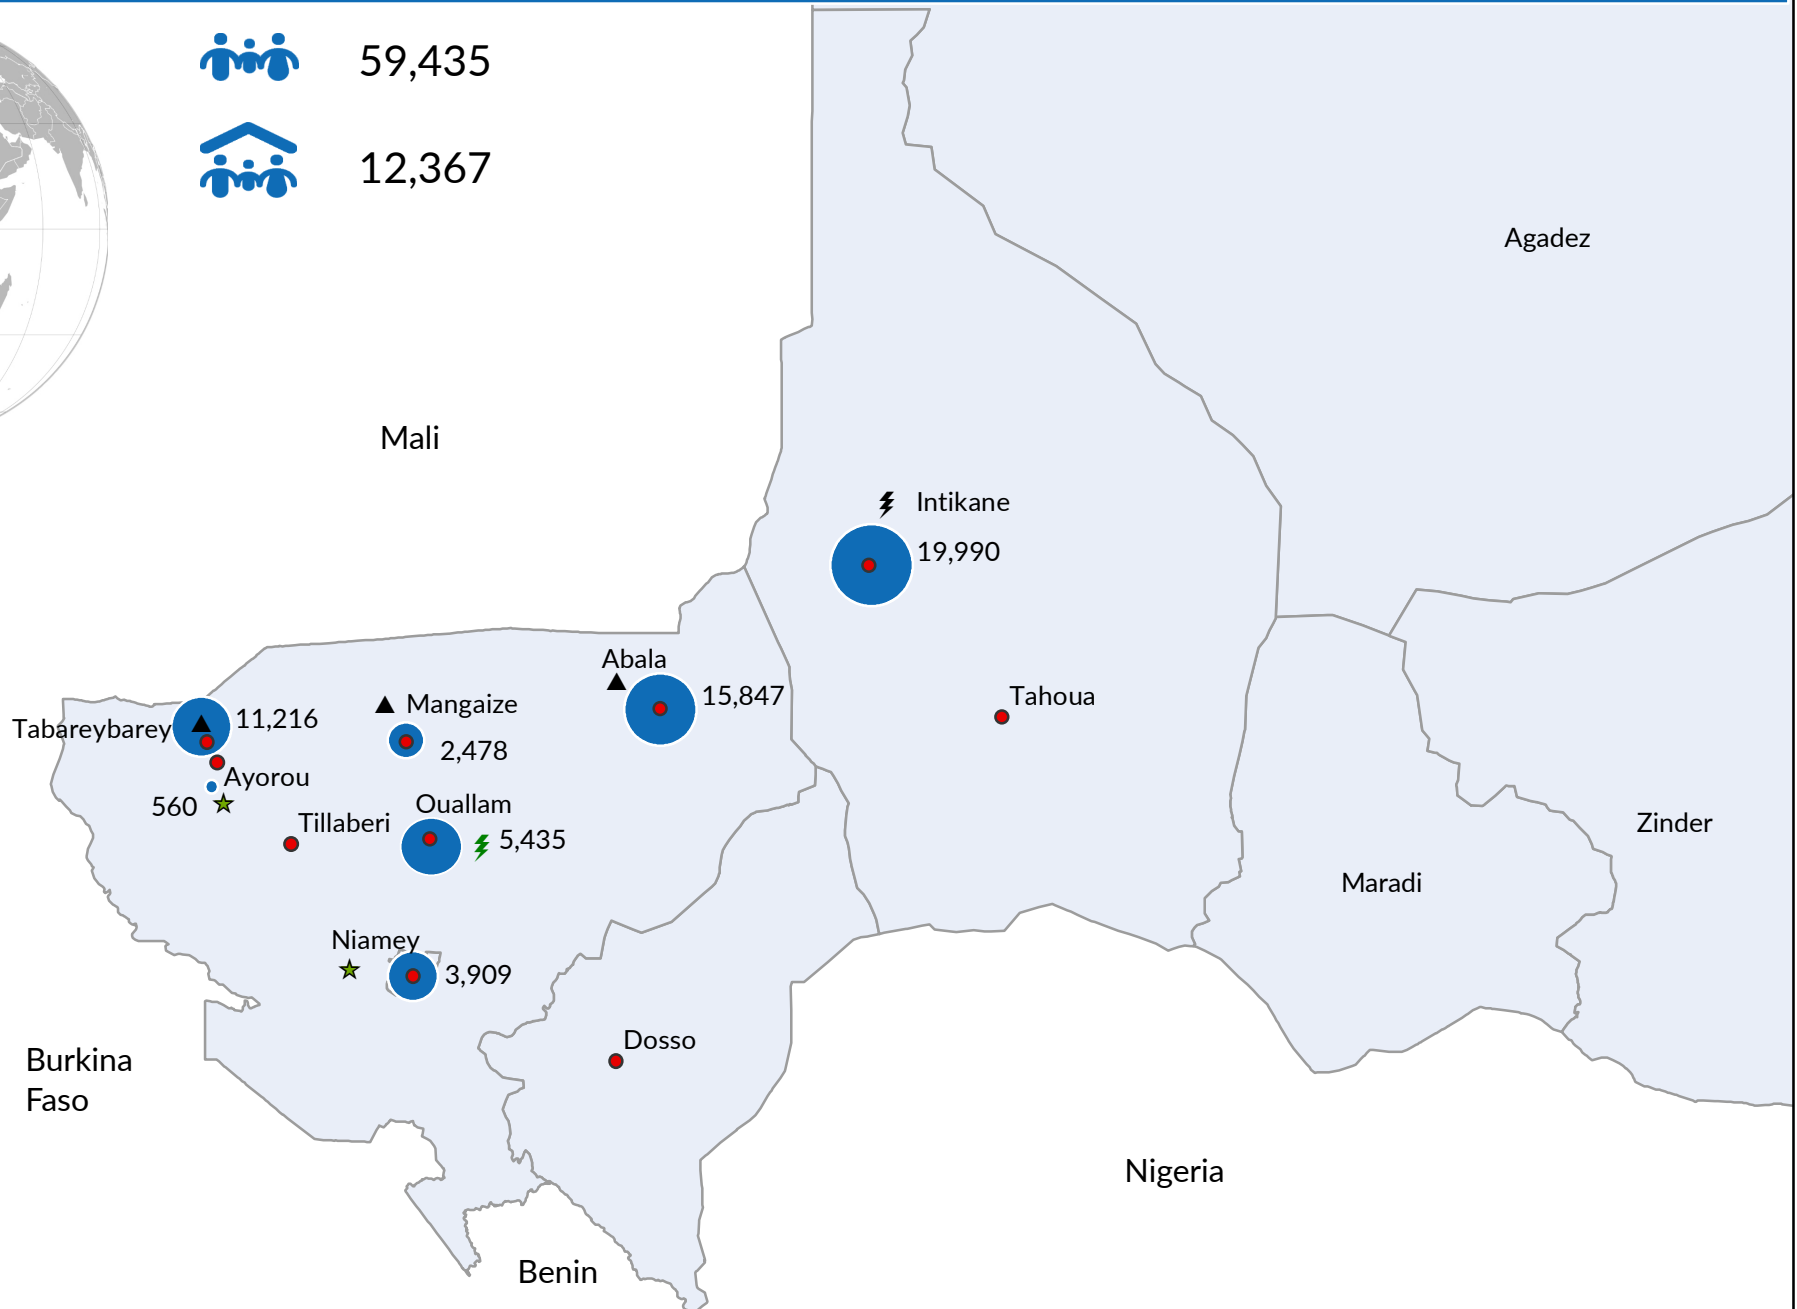 59,435
12,367
Agadez
Mali
Intikane
19,990
Abala
15,847
Tahoua
Mangaize
2,478
Tabareybarey
11,216
Ayorou
560
Ouallam
5,435
Tillaberi
Zinder
Maradi
Niamey
3,909
Dosso
Burkina
Faso
Nigeria
Benin